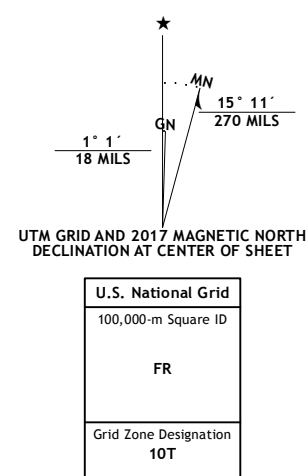 MN
GN
15° 11´
270 MILS
1° 1´
18 MILS
UTM GRID AND 2017 MAGNETIC NORTH
DECLINATION AT CENTER OF SHEET
U.S. National Grid
100,000-m Square ID
FR
Grid Zone Designation
10T